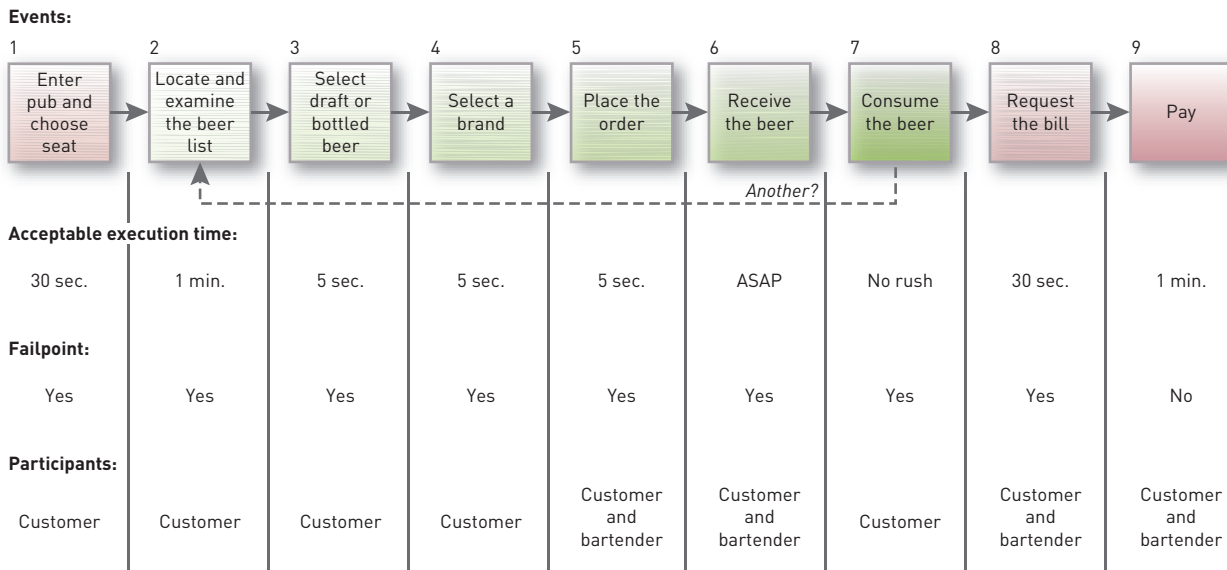 Events:
1 2 3 4 5 6 7 8 9
Enter
pub and
choose
seat
Locate and
examine
the beer
list
Select
draft or
bottled
beer
Select a
brand
Place the
order
Receive
the beer
Consume
the beer
Request
the bill
Pay
Another?
Acceptable execution time:
30 sec. 1 min. 5 sec. 5 sec. 5 sec. ASAP No rush 30 sec. 1 min.
Failpoint:
Yes Yes Yes Yes Yes Yes Yes Yes No
Participants:
Customer
Customer
Customer
Customer
Customer
and
bartender
Customer
and
bartender
Customer
Customer
and
bartender
Customer
and
bartender